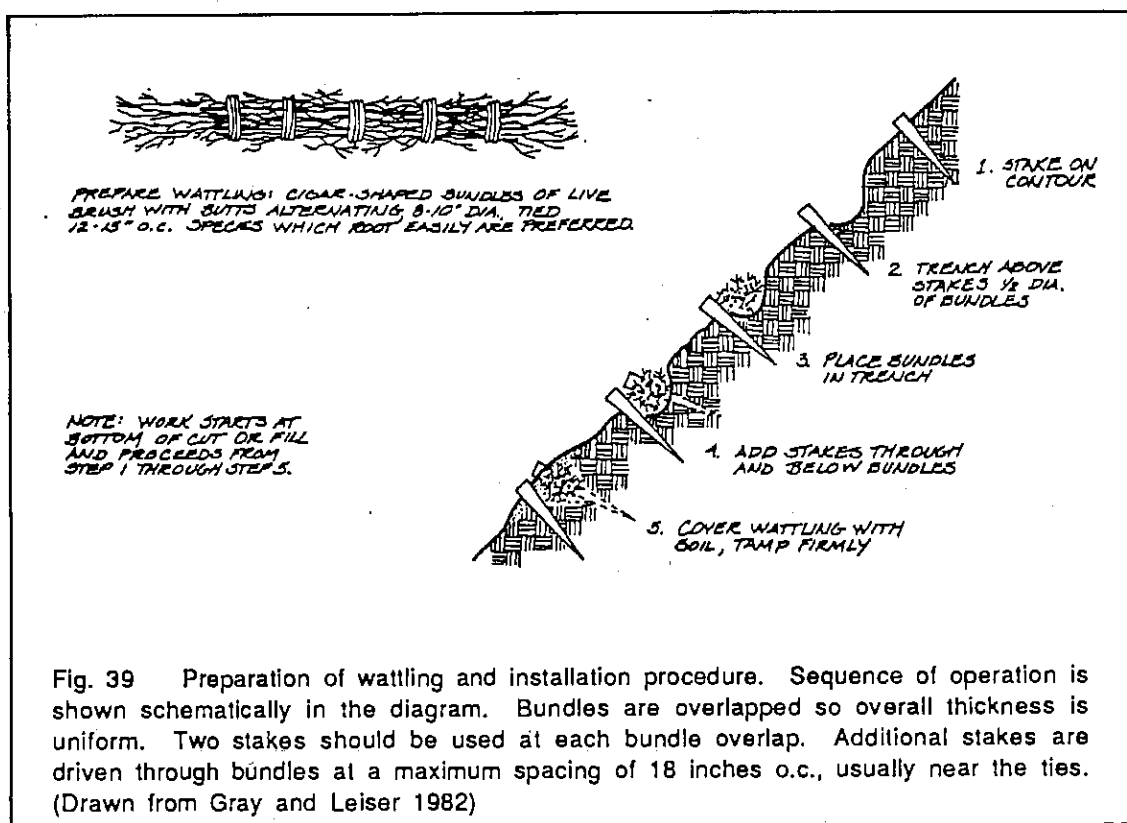 PREPARE WATTLING: CIGAR-SHAPED BUNDLES OF LIVE
BRUSH WITH BUTTS ALTERNATING, 8-10" DIA., TIED
12-15" O.C. SPECIES WHICH ROOT EASILY ARE PREFERRED.
1. STAKE ON
CONTOUR
2. TRENCH ABOVE
STAKES 1/2 DIA.
OF BUNDLES
3. PLACE BUNDLES
IN TRENCH
NOTE: WORK STARTS AT
BOTTOM OF CUT OR FILL
AND PROCEEDS FROM
STEP 1 THROUGH STEP 5.
4. ADD STAKES THROUGH
AND BELOW BUNDLES
5. COVER WATTLING WITH
SOIL, TAMP FIRMLY
Fig. 39 Preparation of wattling and installation procedure. Sequence of operation is
shown schematically in the diagram. Bundles are overlapped so overall thickness is
uniform. Two stakes should be used at each bundle overlap. Additional stakes are
driven through bundles at a maximum spacing of 18 inches o.c., usually near the ties.
(Drawn from Gray and Leiser 1982)